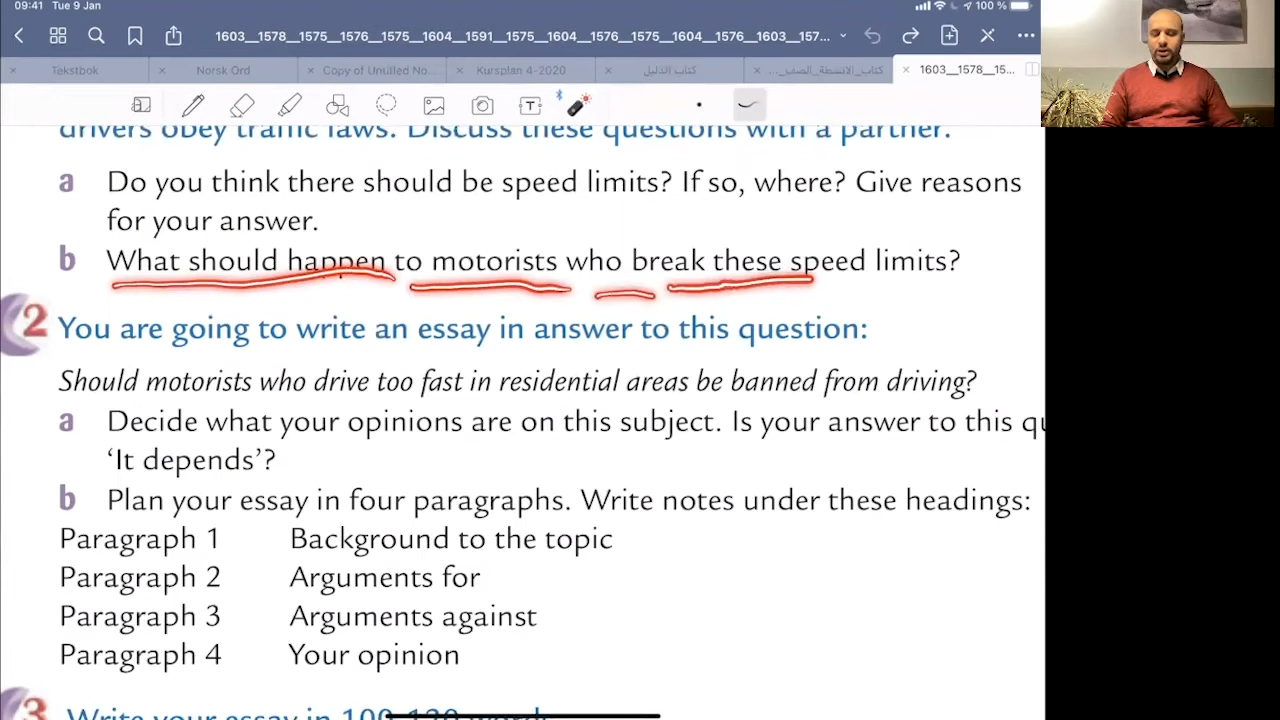 09:41 Tue 9 Jan
100 %
1603__1578__1575__1576__1575__1604__1591__1575__1604__1576__1575__1604__1576__1603__157...
Tekstbok
Norsk Ord
Copy of Untitled No...
Kursplan 4-2020
كتاب الدليل
كتاب_الانشطة_الصف...
1603__1578__15...
drivers obey traffic laws. Discuss these questions with a partner.
a Do you think there should be speed limits? If so, where? Give reasons
for your answer.
b What should happen to motorists who break these speed limits?
2 You are going to write an essay in answer to this question:
Should motorists who drive too fast in residential areas be banned from driving?
a Decide what your opinions are on this subject. Is your answer to this qu
‘It depends’?
b Plan your essay in four paragraphs. Write notes under these headings:
Paragraph 1 Background to the topic
Paragraph 2 Arguments for
Paragraph 3 Arguments against
Paragraph 4 Your opinion
3 Write your essay in 100-120 words